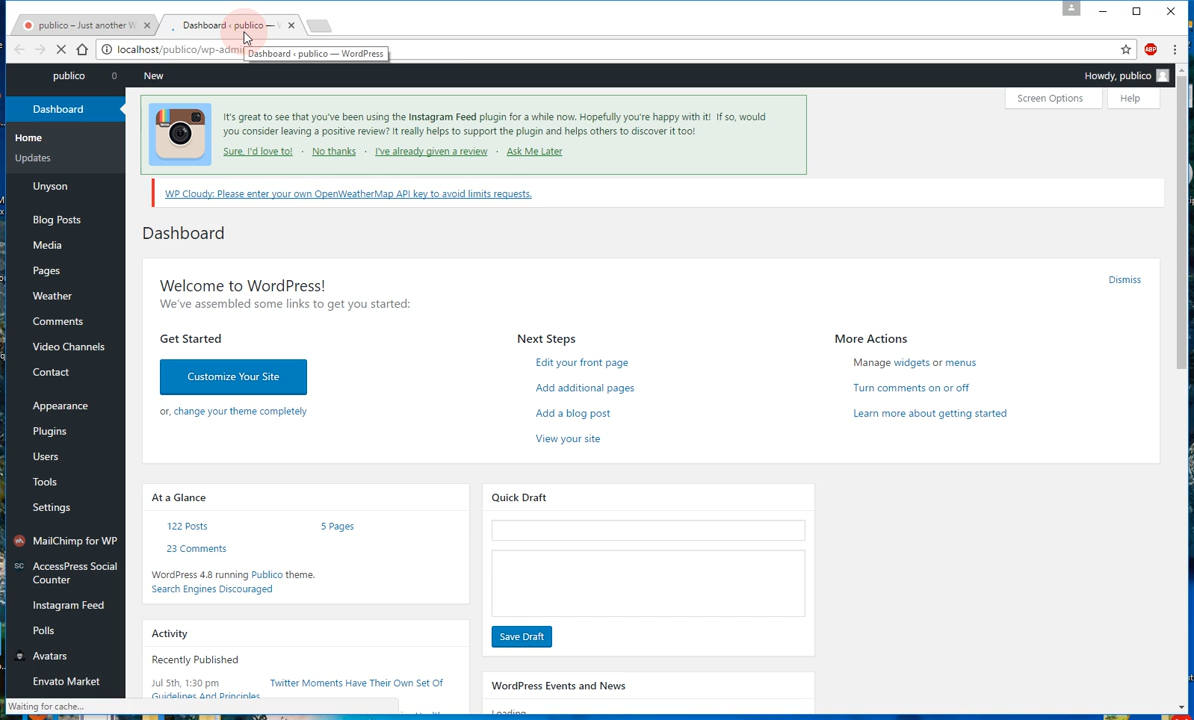 publico – Just another W
Dashboard ‹ publico —
localhost/publico/wp-admin
Dashboard ‹ publico — WordPress
ABP
publico 0 New
Howdy, publico
Screen Options Help
It's great to see that you've been using the Instagram Feed plugin for a while now. Hopefully you're happy with it! If so, would
you consider leaving a positive review? It really helps to support the plugin and helps others to discover it too!
Sure, I'd love to! · No thanks · I've already given a review · Ask Me Later
WP Cloudy: Please enter your own OpenWeatherMap API key to avoid limits requests.
Dashboard
Home
Updates
Unyson
Blog Posts
Media
Pages
Weather
Comments
Video Channels
Contact
Appearance
Plugins
Users
Tools
Settings
MailChimp for WP
SC AccessPress Social
Counter
Instagram Feed
Polls
Avatars
Envato Market
Waiting for cache...
Dashboard
Welcome to WordPress!
We've assembled some links to get you started:
Dismiss
Get Started
Customize Your Site
or, change your theme completely
Next Steps
Edit your front page
Add additional pages
Add a blog post
View your site
More Actions
Manage widgets or menus
Turn comments on or off
Learn more about getting started
At a Glance
122 Posts 5 Pages
23 Comments
WordPress 4.8 running Publico theme.
Search Engines Discouraged
Activity
Recently Published
Jul 5th, 1:30 pm Twitter Moments Have Their Own Set Of
Guidelines And Principles
Quick Draft
Save Draft
WordPress Events and News
Loading